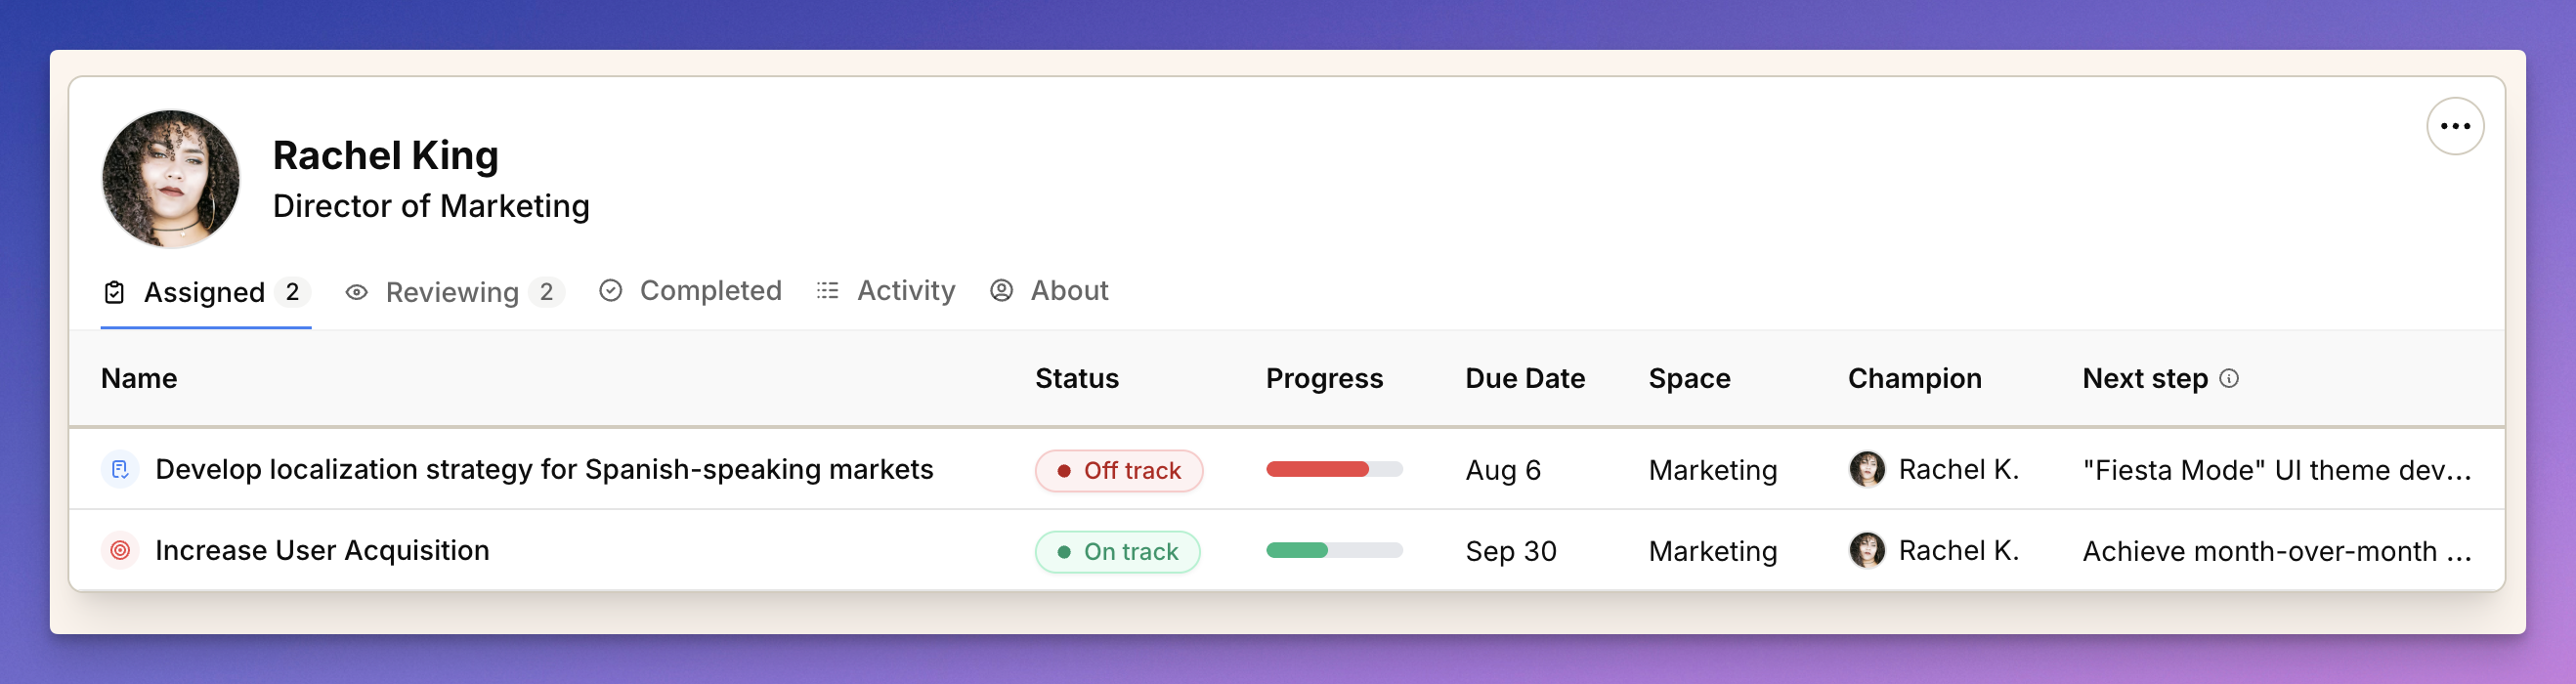 Rachel King
Director of Marketing
Assigned 2 Reviewing 2 Completed Activity About
Name Status Progress Due Date Space Champion Next step
Develop localization strategy for Spanish-speaking markets Off track Aug 6 Marketing Rachel K. "Fiesta Mode" UI theme dev...
Increase User Acquisition On track Sep 30 Marketing Rachel K. Achieve month-over-month ...